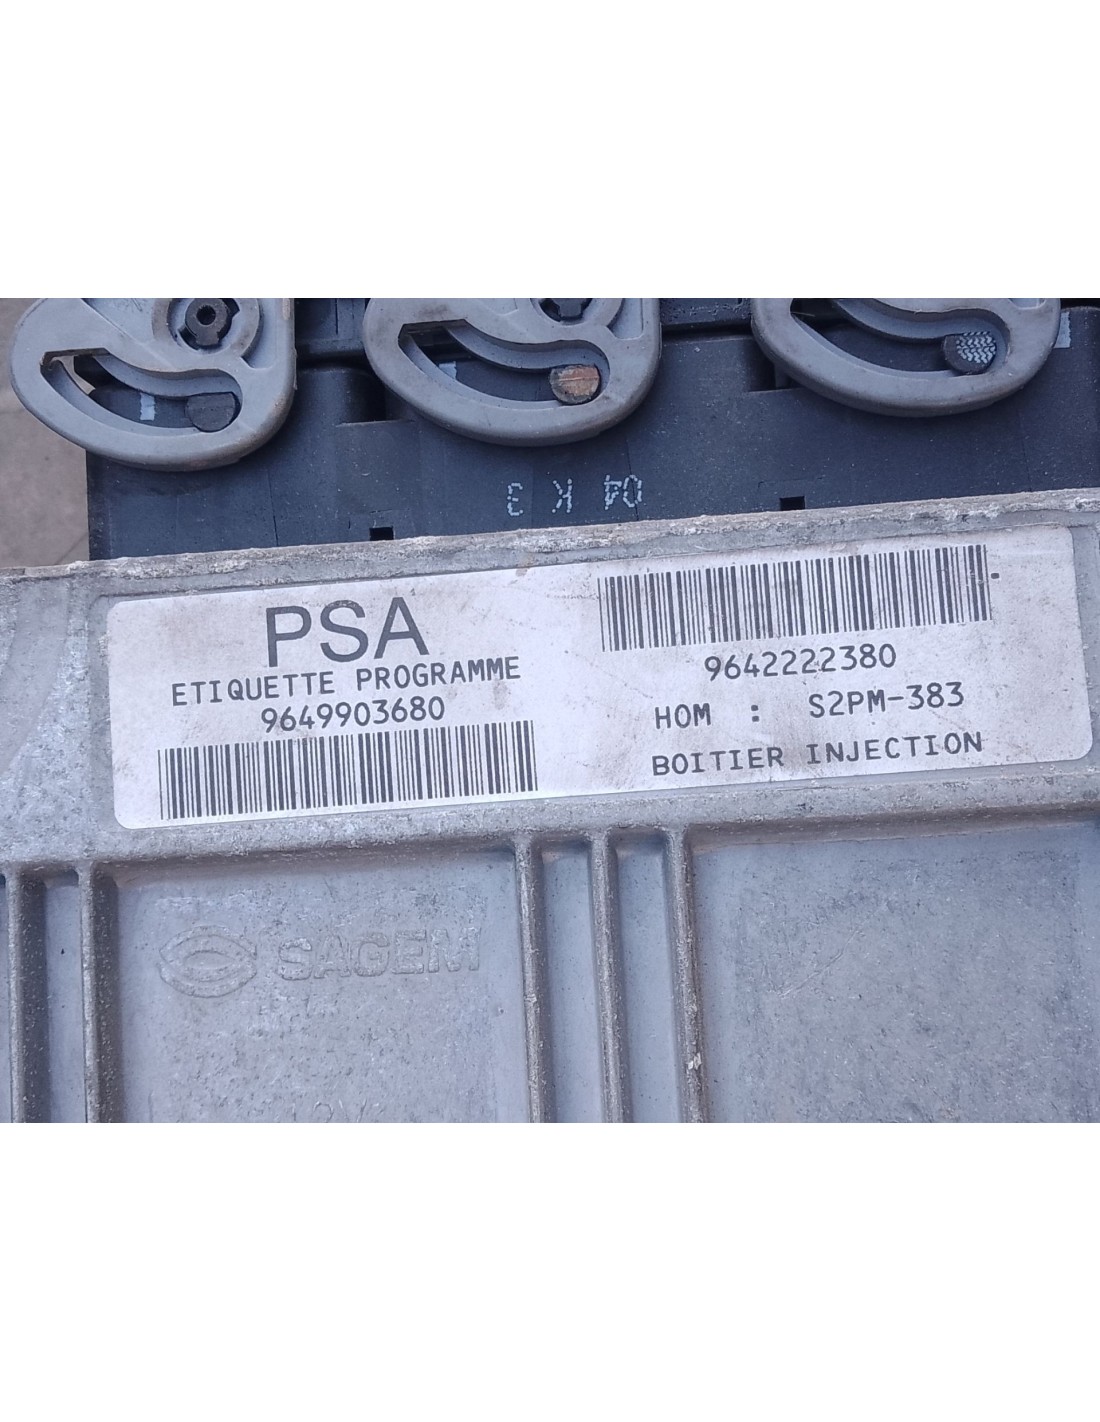 04 K 3
PSA
ETIQUETTE PROGRAMME
9649903680
9642222380
HOM : S2PM-383
BOITIER INJECTION
SAGEM